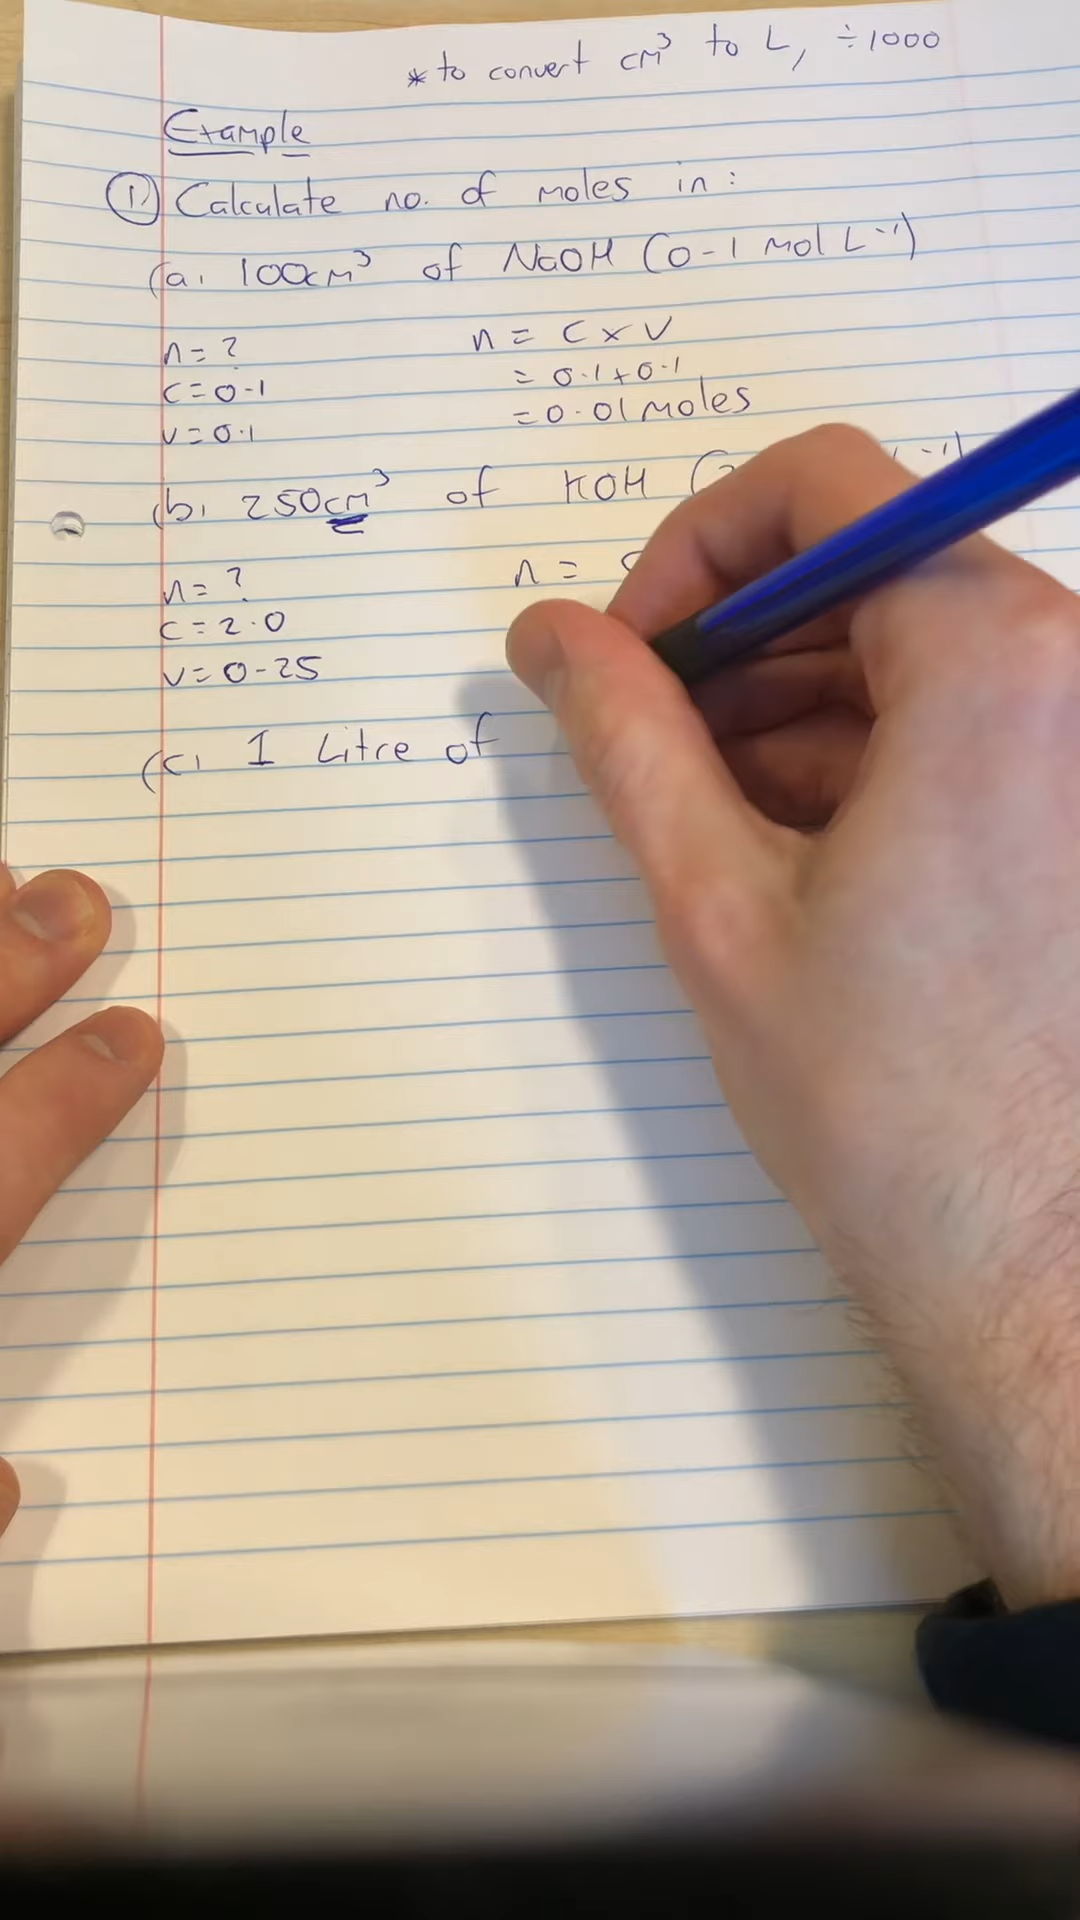 * to convert cm³ to L, ÷1000
Example
① Calculate no. of moles in:
(a, 100cm³ of NaOH (0-1 mol L⁻¹)
n = ?
n = C x V
C = 0.1
= 0.1 + 0.1
V = 0.1
= 0.01 moles
(b, 250cm³ of KOH (
n = ?
n =
C = 2.0
V = 0-25
(c, 1 Litre of